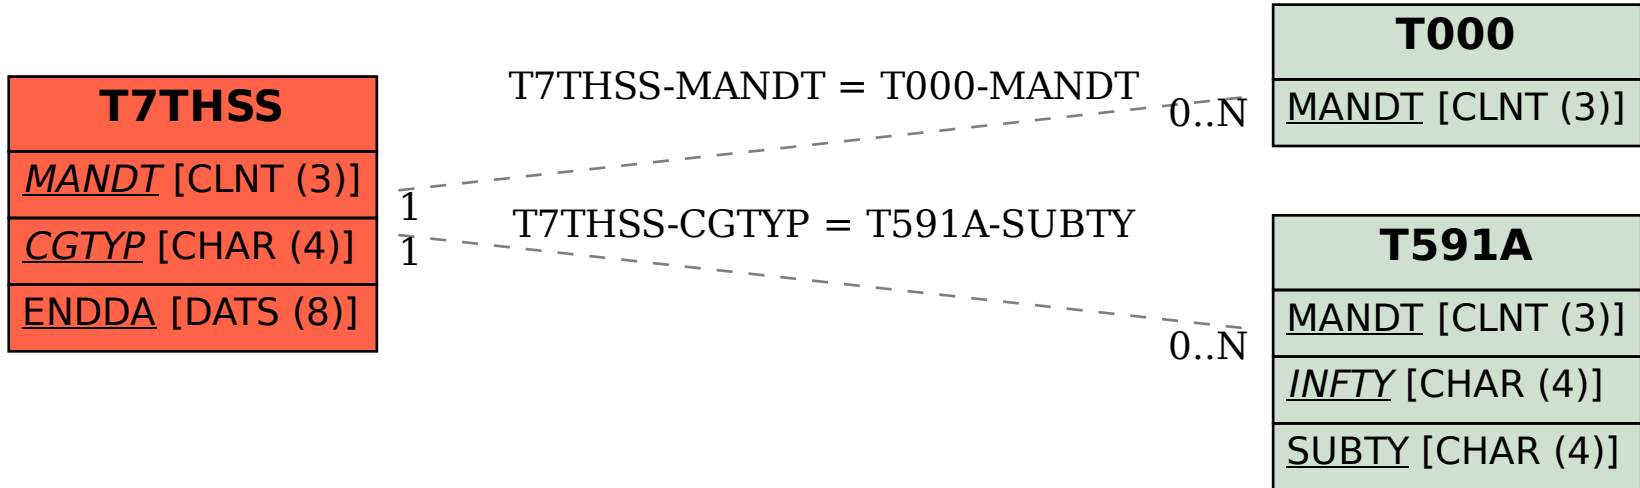 T7THSS
MANDT [CLNT (3)]
CGTYP [CHAR (4)]
ENDDA [DATS (8)]
T7THSS-MANDT = T000-MANDT
0..N
1
T7THSS-CGTYP = T591A-SUBTY
1
0..N
T000
MANDT [CLNT (3)]
T591A
MANDT [CLNT (3)]
INFTY [CHAR (4)]
SUBTY [CHAR (4)]